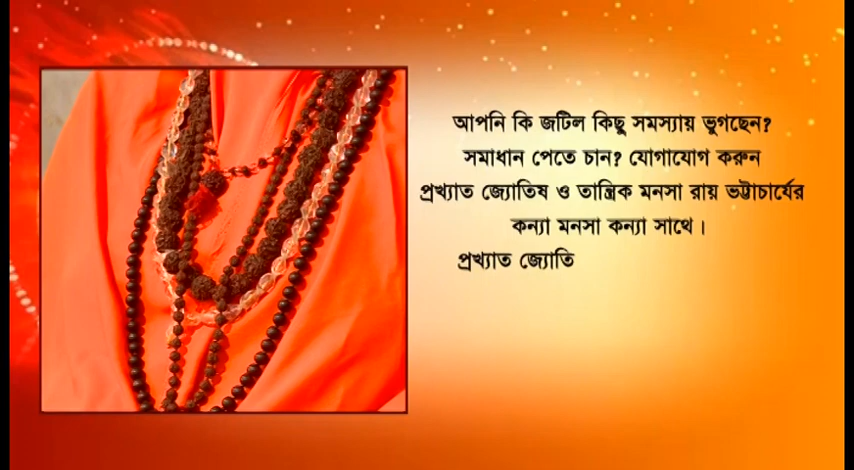 আপনি কি জটিল কিছু সমস্যায় ভুগছেন?
সমাধান পেতে চান? যোগাযোগ করুন
প্রখ্যাত জ্যোতিষ ও তান্ত্রিক মনসা রায় ভট্টাচার্যের
কন্যা মনসা কন্যা সাথে।
প্রখ্যাত জ্যোতি